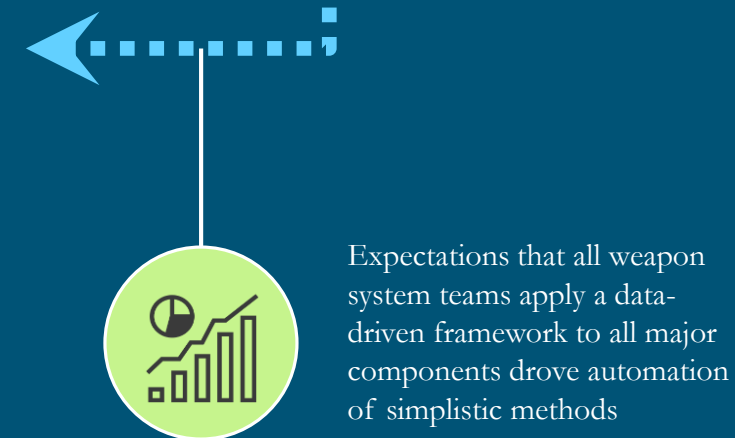 Expectations that all weapon
system teams apply a data-
driven framework to all major
components drove automation
of simplistic methods